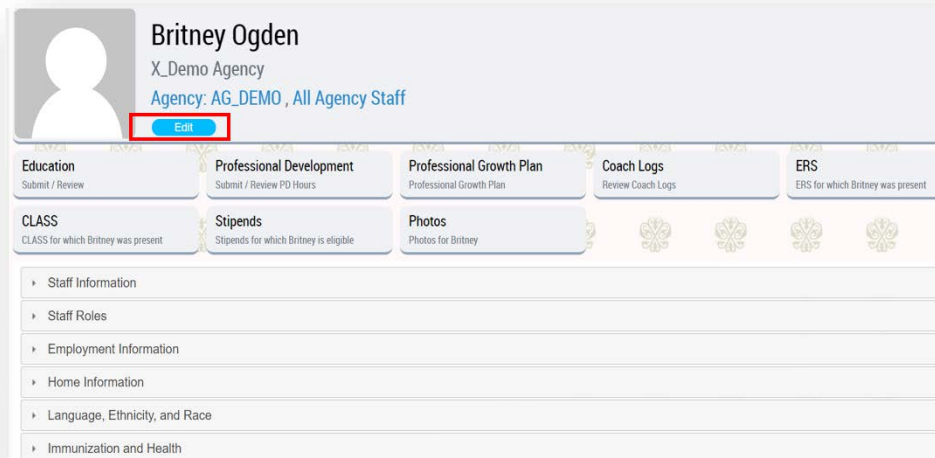 Britney Ogden
X_Demo Agency
Agency: AG_DEMO , All Agency Staff
Edit
Education
Submit / Review
Professional Development
Submit / Review PD Hours
Professional Growth Plan
Professional Growth Plan
Coach Logs
Review Coach Logs
ERS
ERS for which Britney was present
CLASS
CLASS for which Britney was present
Stipends
Stipends for which Britney is eligible
Photos
Photos for Britney
Staff Information
Staff Roles
Employment Information
Home Information
Language, Ethnicity, and Race
Immunization and Health